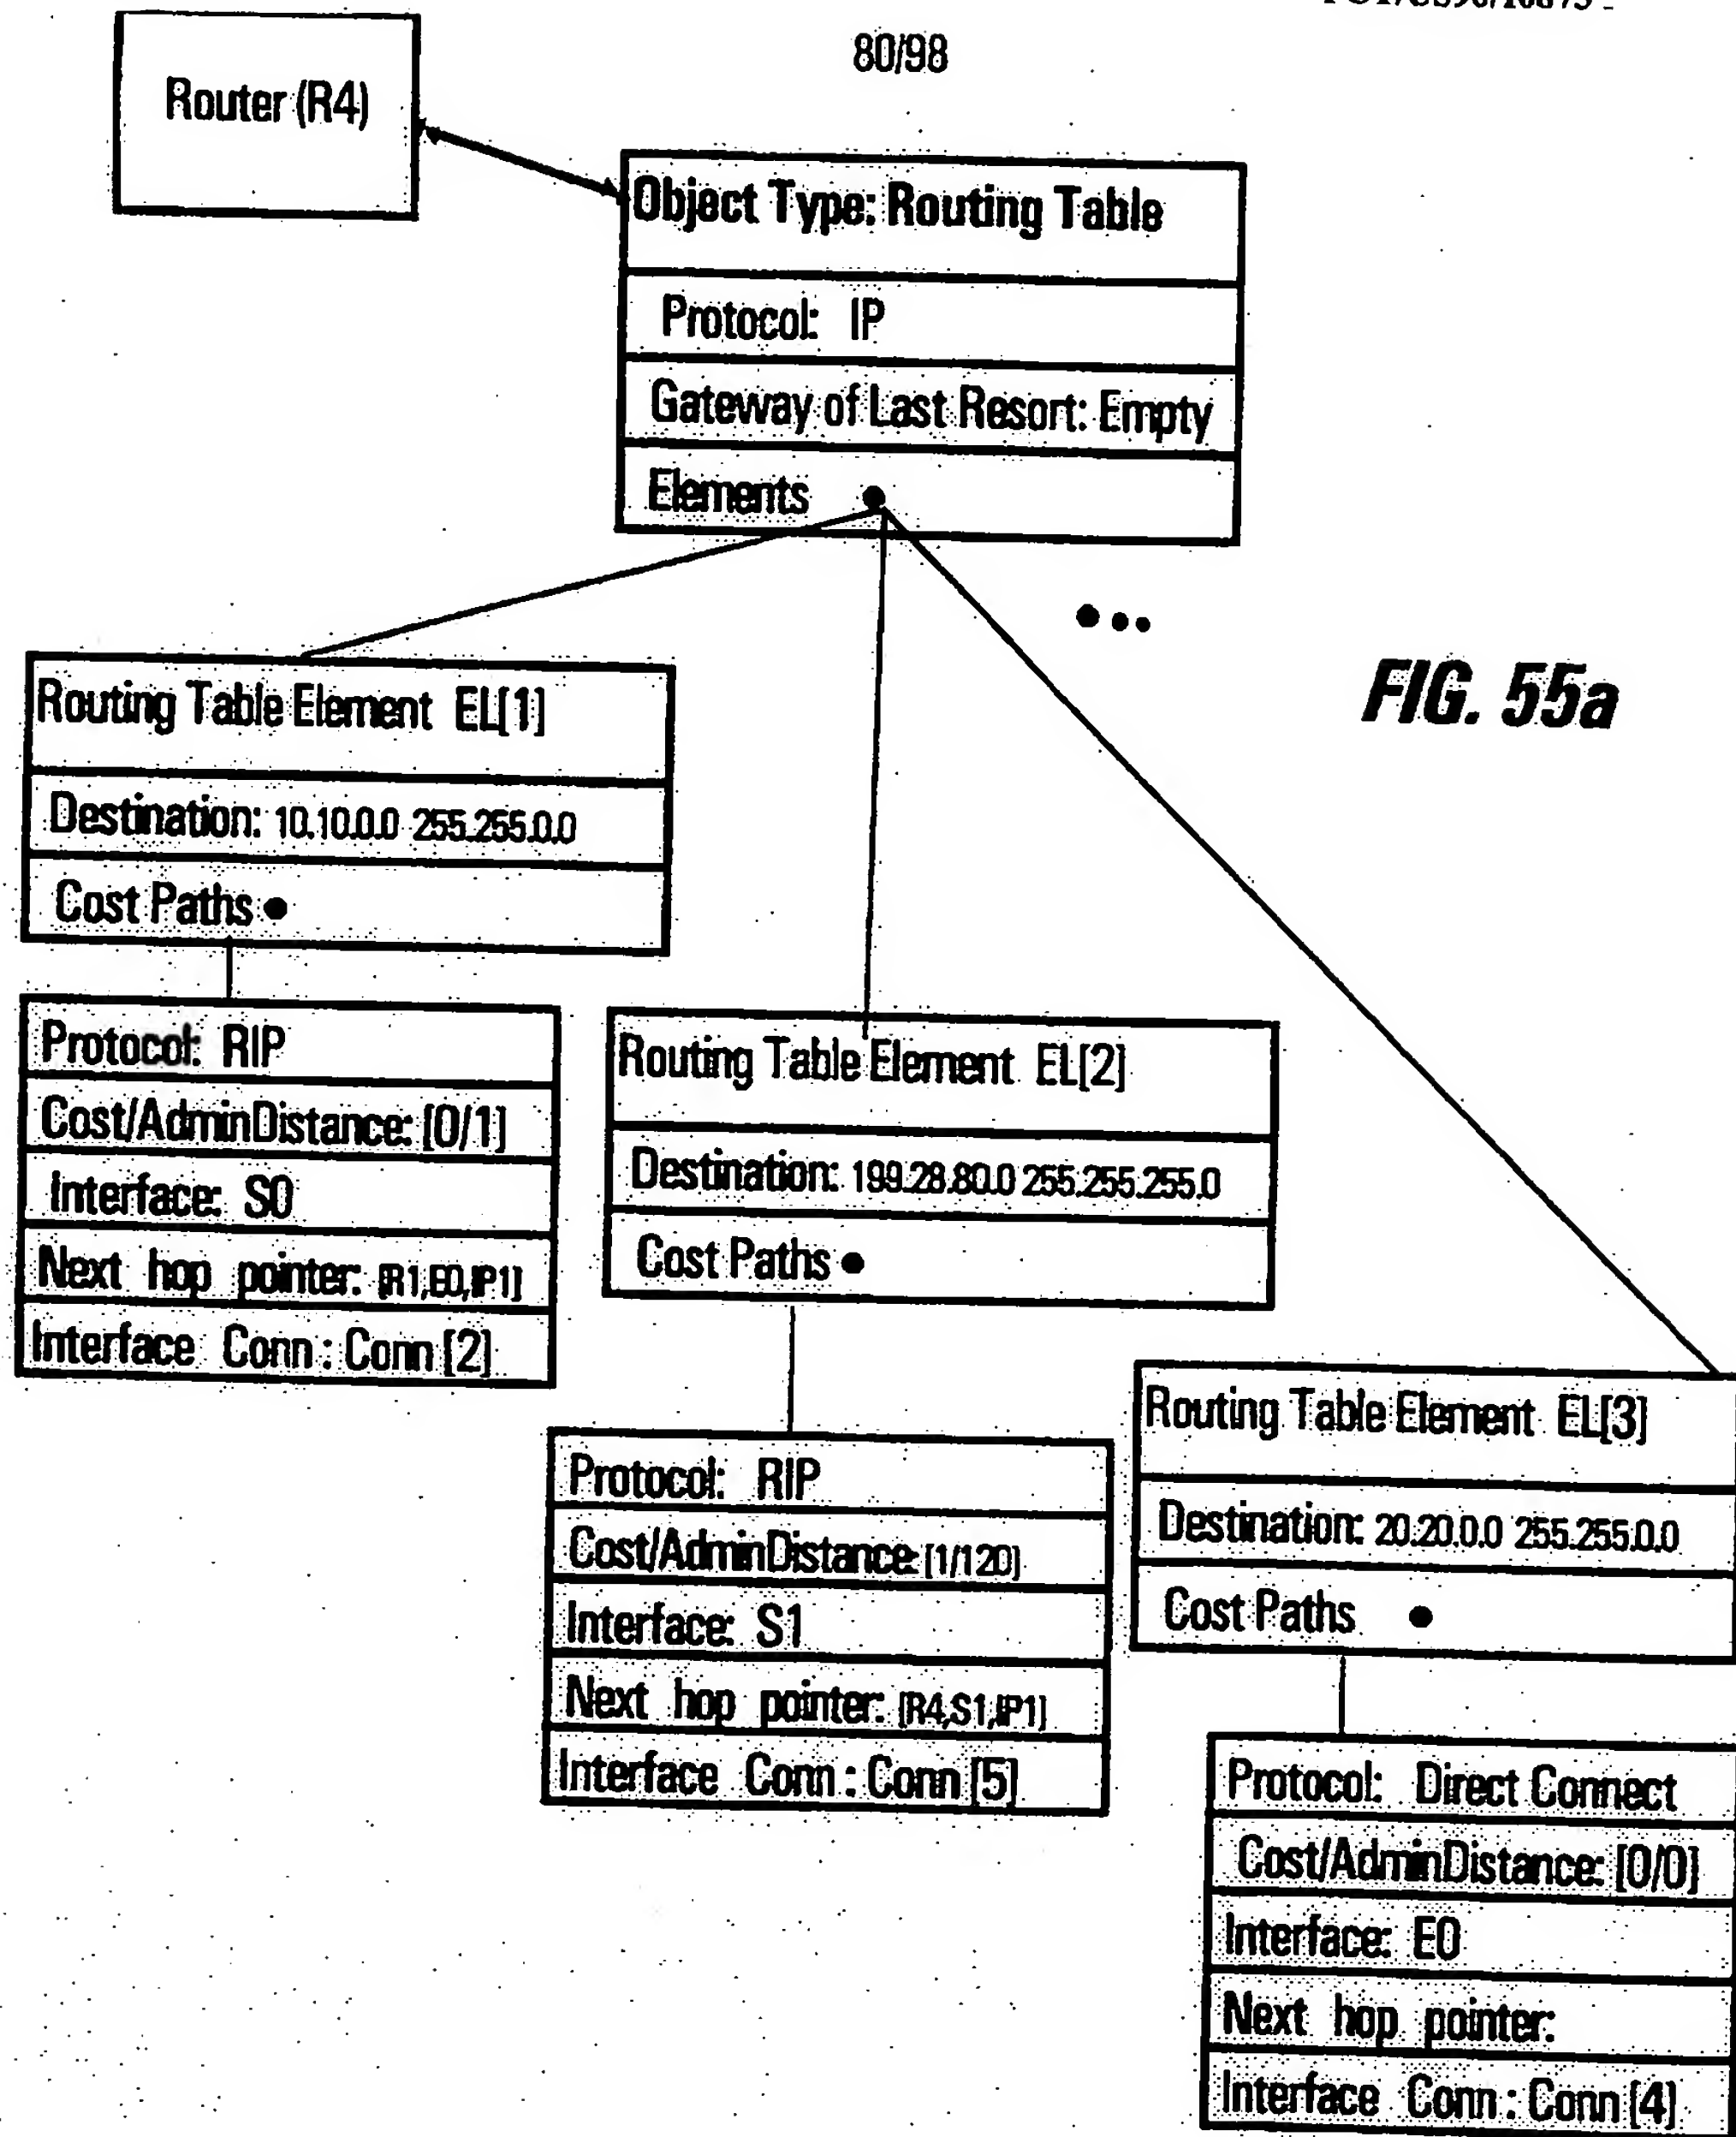 80/98
Router (R4)
Object Type: Routing Table
Protocol: IP
Gateway of Last Resort: Empty
Elements
FIG. 55a
Routing Table Element EL[1]
Destination: 10.10.0.0 255.255.0.0
Cost Paths
Protocol: RIP
Cost/AdminDistance: [0/1]
Interface: S0
Next hop pointer: [R1,E0,IP1]
Interface Conn : Conn [2]
Routing Table Element EL[2]
Destination: 199.28.80.0 255.255.255.0
Cost Paths
Protocol: RIP
Cost/AdminDistance: [1/120]
Interface: S1
Next hop pointer: [R4,S1,IP1]
Interface Conn : Conn [5]
Routing Table Element EL[3]
Destination: 20.20.0.0 255.255.0.0
Cost Paths
Protocol: Direct Connect
Cost/AdminDistance: [0/0]
Interface: E0
Next hop pointer:
Interface Conn : Conn [4]